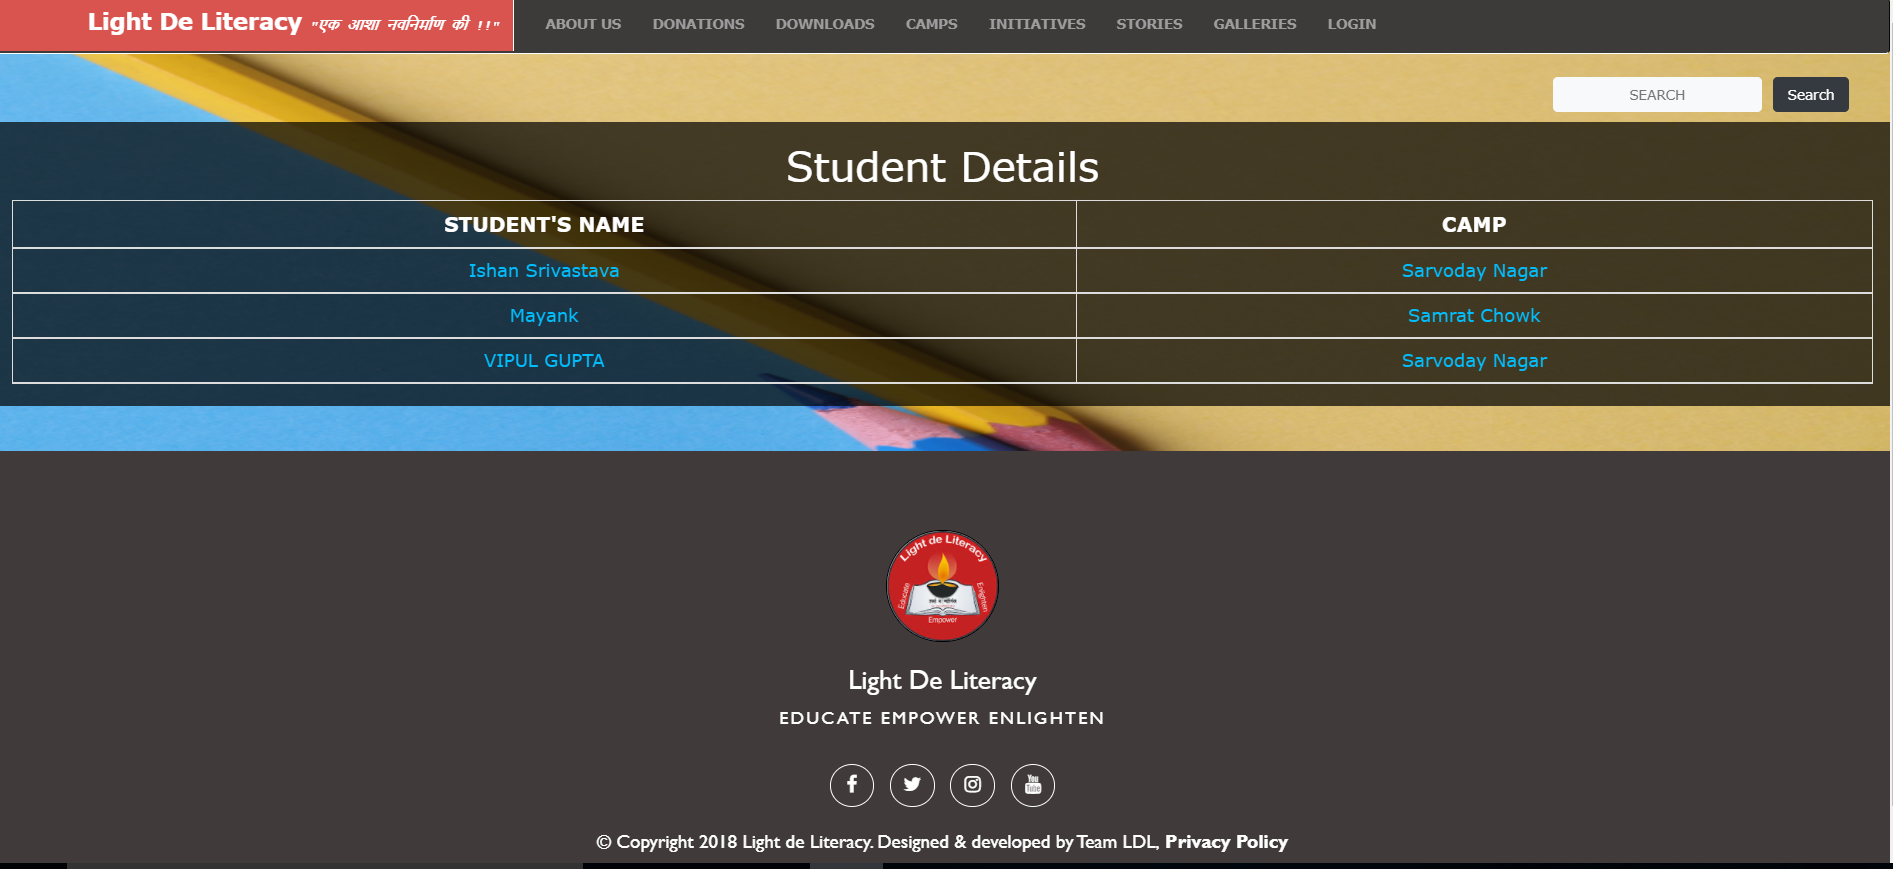 Light De Literacy "एक आशा नवनिर्माण की !!"
ABOUT US DONATIONS DOWNLOADS CAMPS INITIATIVES STORIES GALLERIES LOGIN
SEARCH Search
Student Details
STUDENT'S NAME CAMP
Ishan Srivastava Sarvoday Nagar
Mayank Samrat Chowk
VIPUL GUPTA Sarvoday Nagar
Light de Literacy
Educate Enlighten
Empower
Light De Literacy
EDUCATE EMPOWER ENLIGHTEN
You Tube
© Copyright 2018 Light de Literacy. Designed & developed by Team LDL, Privacy Policy